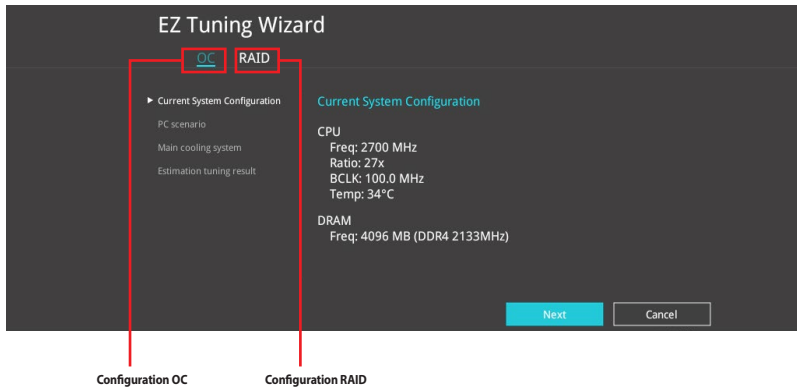 EZ Tuning Wizard
OC RAID
Current System Configuration
PC scenario
Main cooling system
Estimation tuning result
Current System Configuration
CPU
Freq: 2700 MHz
Ratio: 27x
BCLK: 100.0 MHz
Temp: 34°C
DRAM
Freq: 4096 MB (DDR4 2133MHz)
Next Cancel
Configuration OC Configuration RAID